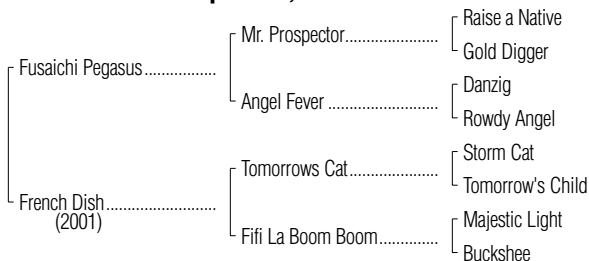 Raise a Native
Mr. Prospector....................
Gold Digger
Fusaichi Pegasus................
Danzig
Angel Fever ........................
Rowdy Angel
Storm Cat
Tomorrows Cat...................
Tomorrow's Child
French Dish........................
(2001)
Majestic Light
Fifi La Boom Boom.............
Buckshee